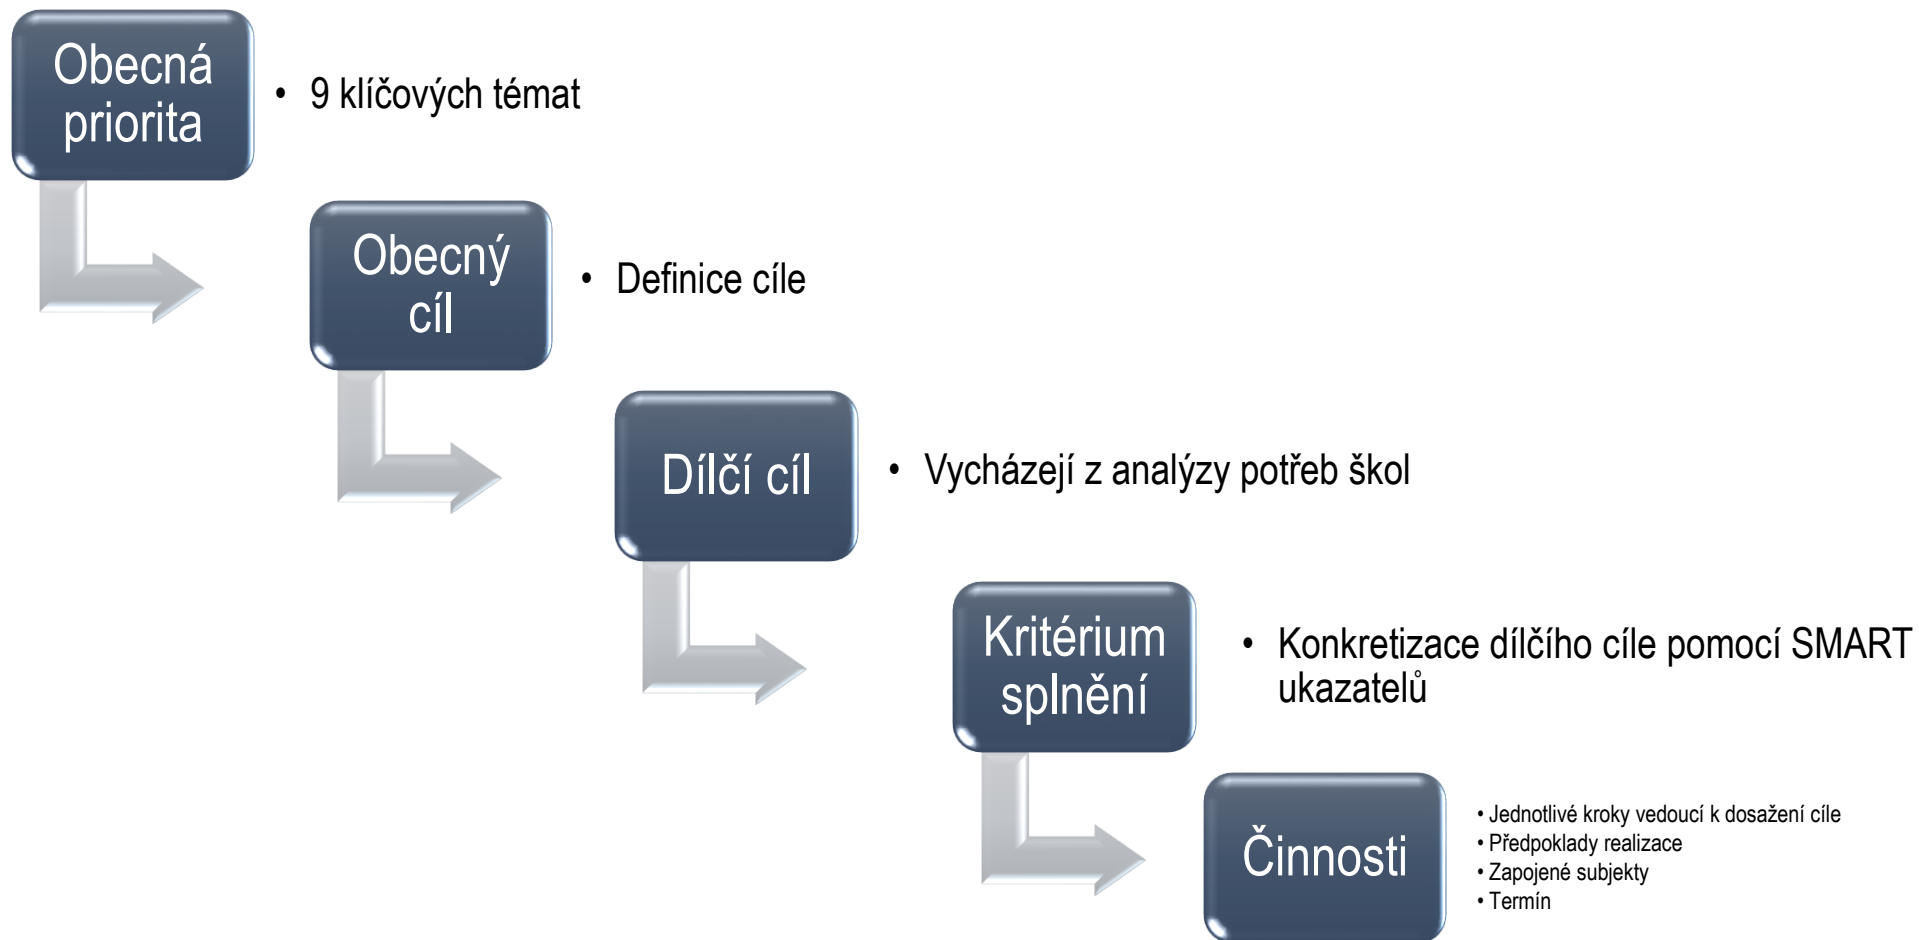 Obecná
priorita
• 9 klíčových témat
Obecný
cíl
• Definice cíle
Dílčí cíl
• Vycházejí z analýzy potřeb škol
Kritérium
splnění
• Konkretizace dílčího cíle pomocí SMART
ukazatelů
Činnosti
• Jednotlivé kroky vedoucí k dosažení cíle
• Předpoklady realizace
• Zapojené subjekty
• Termín